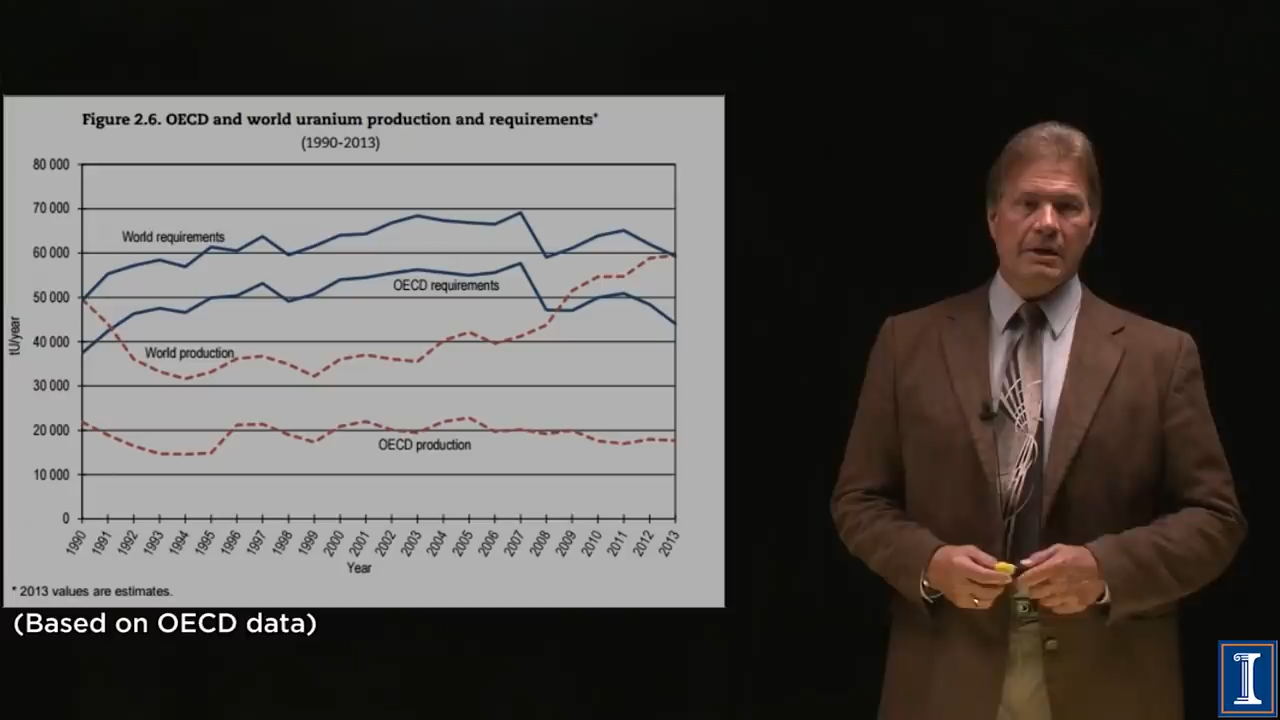 Figure 2.6. OECD and world uranium production and requirements*
(1990-2013)
80 000
70 000
World requirements
60 000
OECD requirements
50 000
tU/year
40 000
World production
30 000
20 000
OECD production
10 000
0
1990 1991 1992 1993 1994 1995 1996 1997 1998 1999 2000 2001 2002 2003 2004 2005 2006 2007 2008 2009 2010 2011 2012 2013
Year
* 2013 values are estimates.
(Based on OECD data)
I